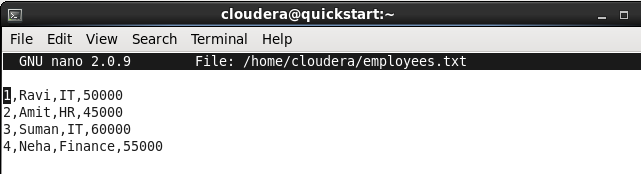 cloudera@quickstart:~
File Edit View Search Terminal Help
GNU nano 2.0.9 File: /home/cloudera/employees.txt
1,Ravi,IT,50000
2,Amit,HR,45000
3,Suman,IT,60000
4,Neha,Finance,55000